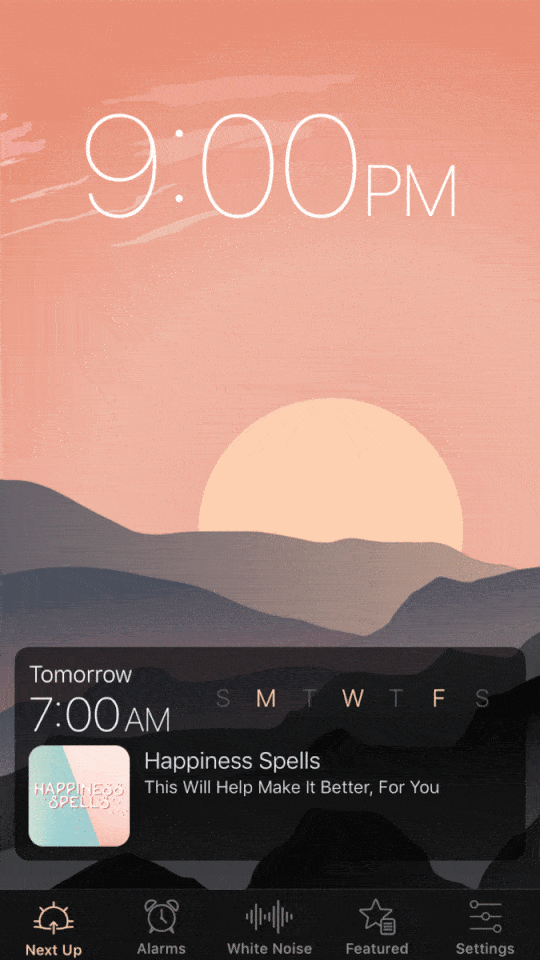 9:00PM
Tomorrow
7:00AM
S M T W T F S
HAPPINESS
SPELLS
Happiness Spells
This Will Help Make It Better, For You
Next Up
Alarms
White Noise
Featured
Settings